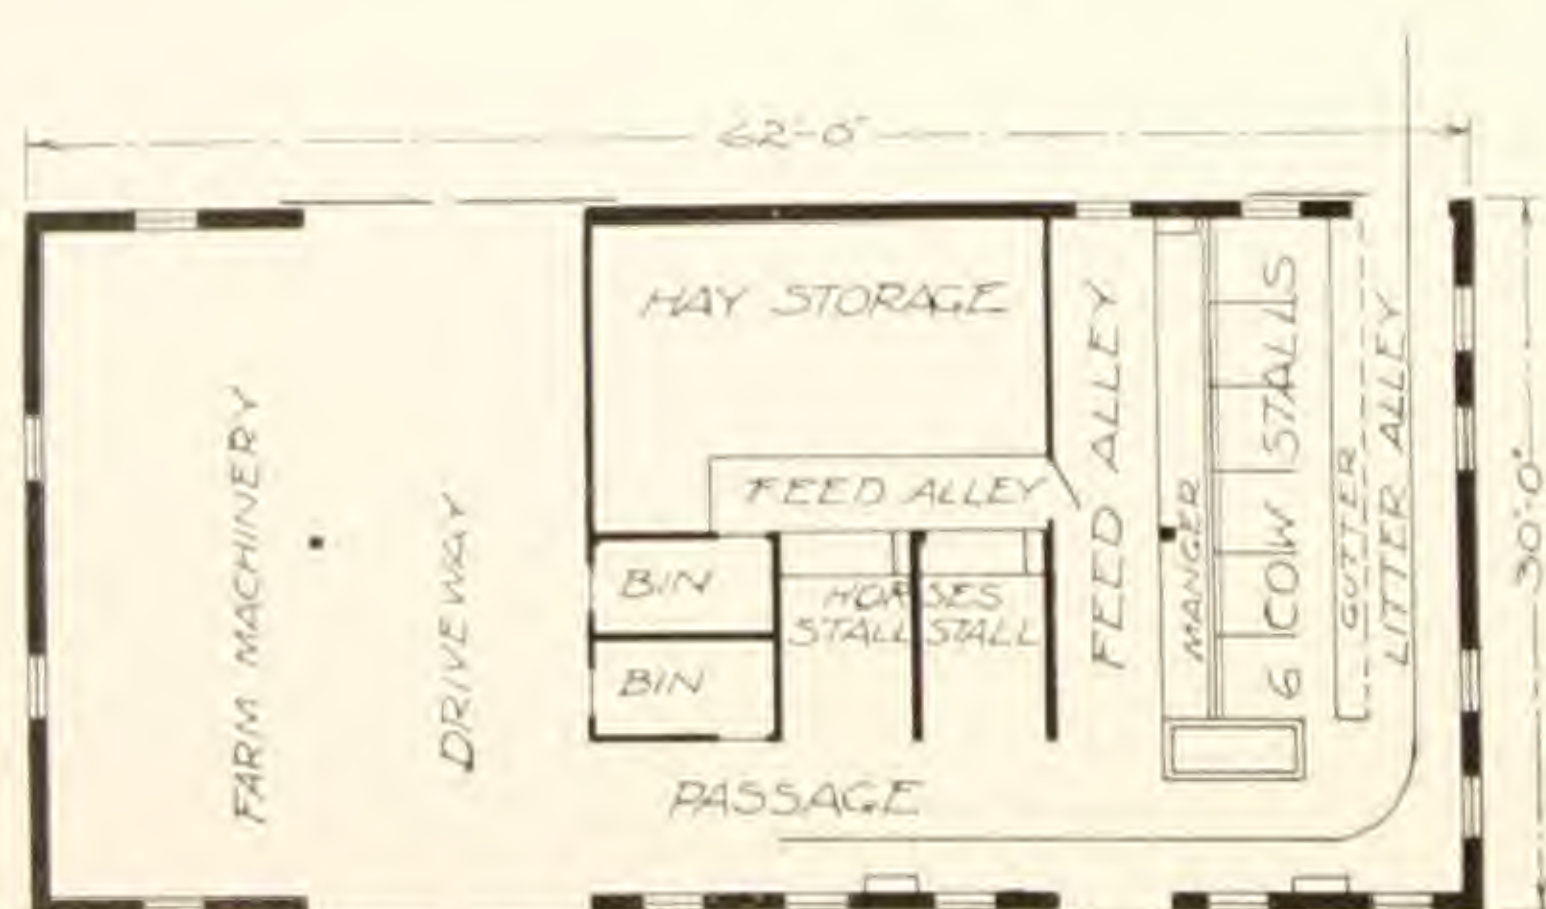 62'-0"
HAY STORAGE
FEED ALLEY
FEED ALLEY
MANGER
6 COW STALLS
GUTTER
LITTER ALLEY
30'-0"
FARM MACHINERY
DRIVEWAY
BIN
BIN
HORSES
STALL STALL
PASSAGE